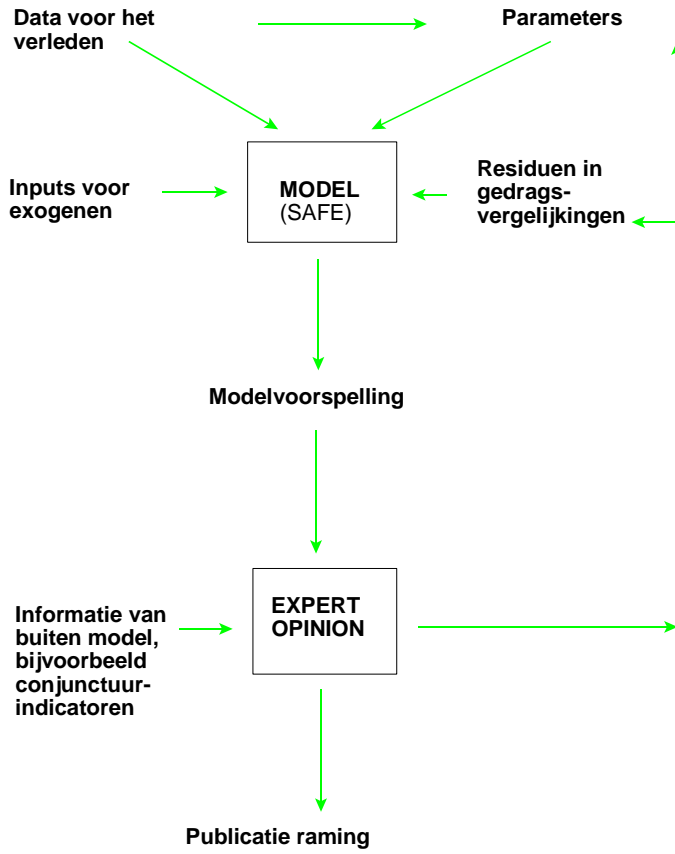 Data voor het
verleden
Parameters
Inputs voor
exogenen
MODEL
(SAFE)
Residuen in
gedrags-
vergelijkingen
Modelvoorspelling
Informatie van
buiten model,
bijvoorbeeld
conjunctuur-
indicatoren
EXPERT
OPINION
Publicatie raming